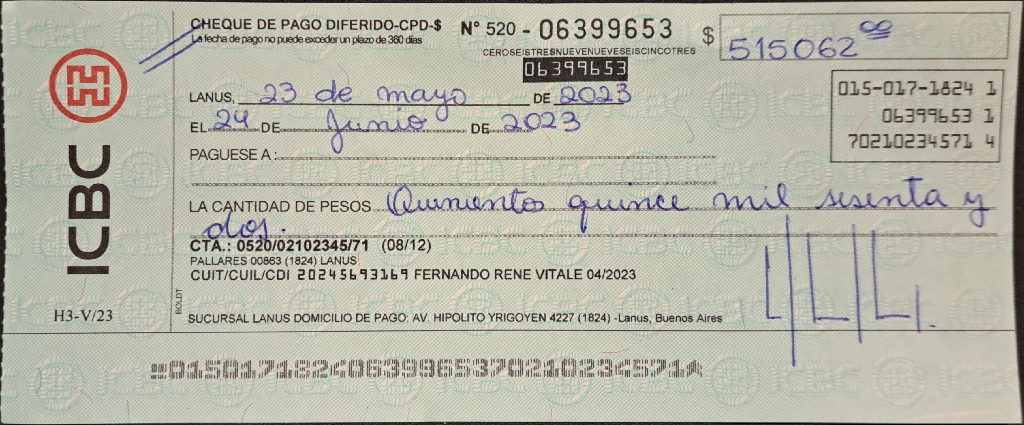 CHEQUE DE PAGO DIFERIDO-CPD-$ N° 520 - 06399653 $ 515062 00
La fecha de pago no puede exceder un plazo de 360 días
CEROSEISTRESNUEVENUEVESEISCINCOTRES
06399653
LANUS, 23 de mayo DE 2023
015-017-1824 1
06399653 1
70210234571 4
EL 24 DE Junio DE 2023
PAGUESE A :
LA CANTIDAD DE PESOS Quinientos quince mil sesenta y
dos.
CTA.: 0520/02102345/71 (08/12)
PALLARES 00863 (1824) LANUS
CUIT/CUIL/CDI 20245693169 FERNANDO RENE VITALE 04/2023
SUCURSAL LANUS DOMICILIO DE PAGO: AV. HIPOLITO YRIGOYEN 4227 (1824) -Lanus, Buenos Aires
ICBC
H3-V/23
BOLDT
01501718240639965370210234571